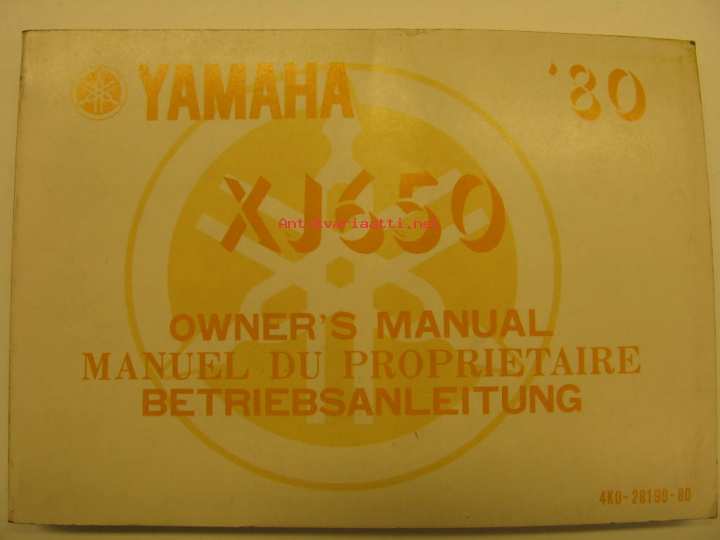 YAMAHA '80
XJ650
Antikvariaatti.net
OWNER'S MANUAL
MANUEL DU PROPRIETAIRE
BETRIEBSANLEITUNG
4K0-28199-80